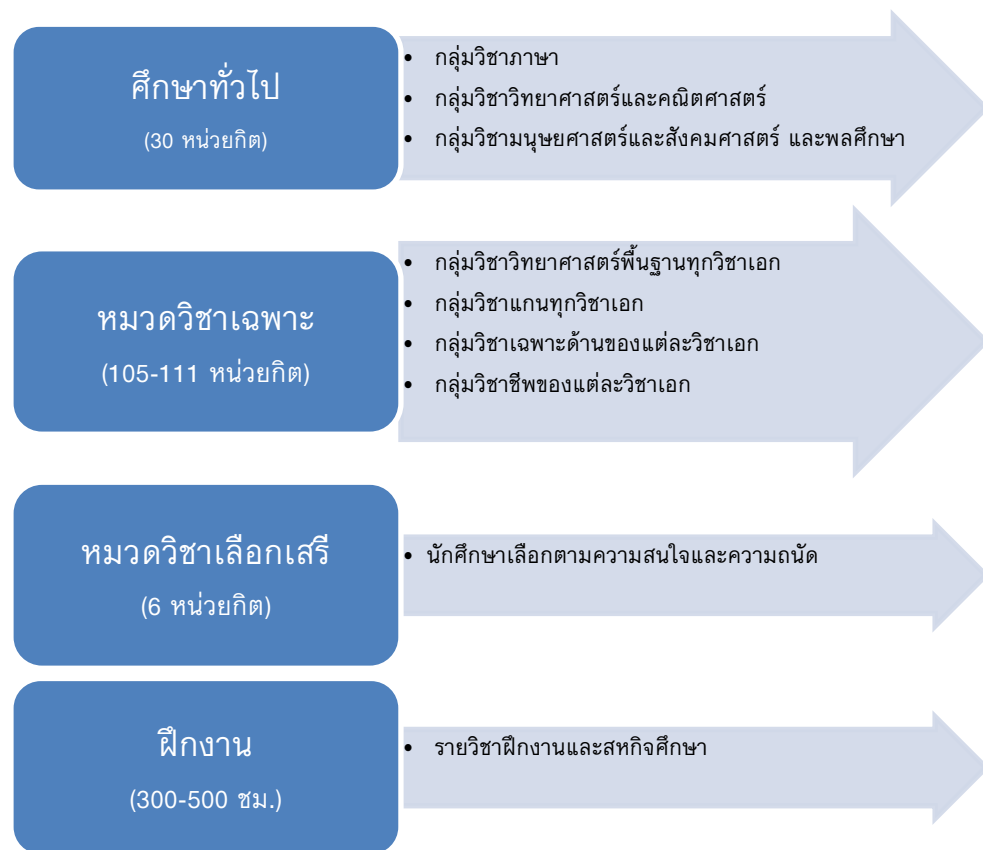 ศึกษาทั่วไป
(30 หน่วยกิต)
• กลุ่มวิชาภาษา
• กลุ่มวิชาวิทยาศาสตร์และคณิตศาสตร์
• กลุ่มวิชามนุษยศาสตร์และสังคมศาสตร์ และพลศึกษา
หมวดวิชาเฉพาะ
(105-111 หน่วยกิต)
• กลุ่มวิชาวิทยาศาสตร์พื้นฐานทุกวิชาเอก
• กลุ่มวิชาแกนทุกวิชาเอก
• กลุ่มวิชาเฉพาะด้านของแต่ละวิชาเอก
• กลุ่มวิชาชีพของแต่ละวิชาเอก
หมวดวิชาเลือกเสรี
(6 หน่วยกิต)
• นักศึกษาเลือกตามความสนใจและความถนัด
ฝึกงาน
(300-500 ชม.)
• รายวิชาฝึกงานและสหกิจศึกษา